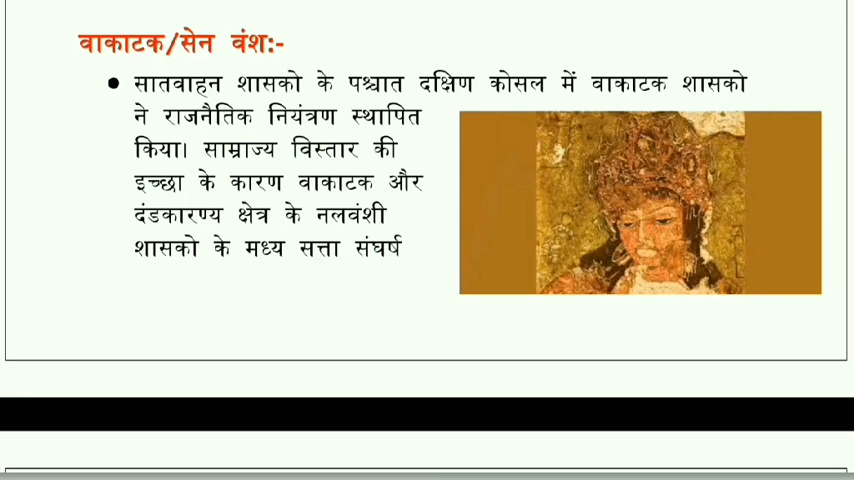 वाकाटक/सेन वंश:-
● सातवाहन शासको के पश्चात दक्षिण कोसल में वाकाटक शासको
ने राजनैतिक नियंत्रण स्थापित
किया। साम्राज्य विस्तार की
इच्छा के कारण वाकाटक और
दंडकारण्य क्षेत्र के नलवंशी
शासको के मध्य सत्ता संघर्ष